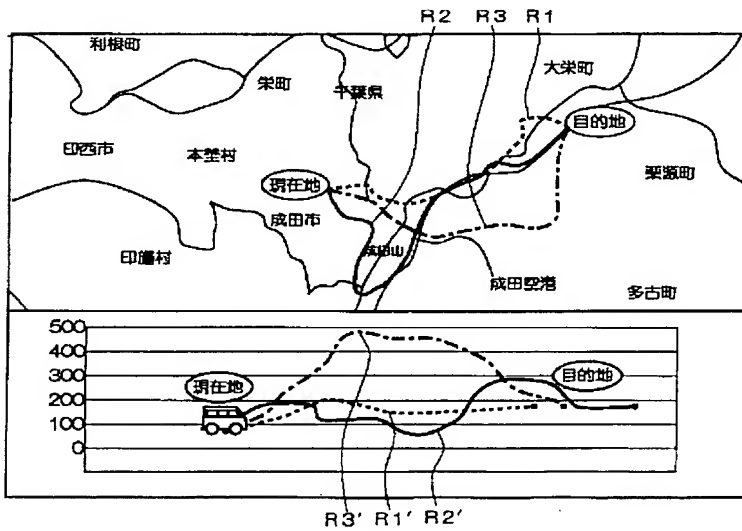 R2 R3 R1
利根町
栄町
千葉県
大栄町
目的地
印西市
本埜村
現在地
栗源町
成田市
成田山
印旛村
成田空港
多古町
500
400
300
200
100
0
現在地
目的地
R3' R1' R2'